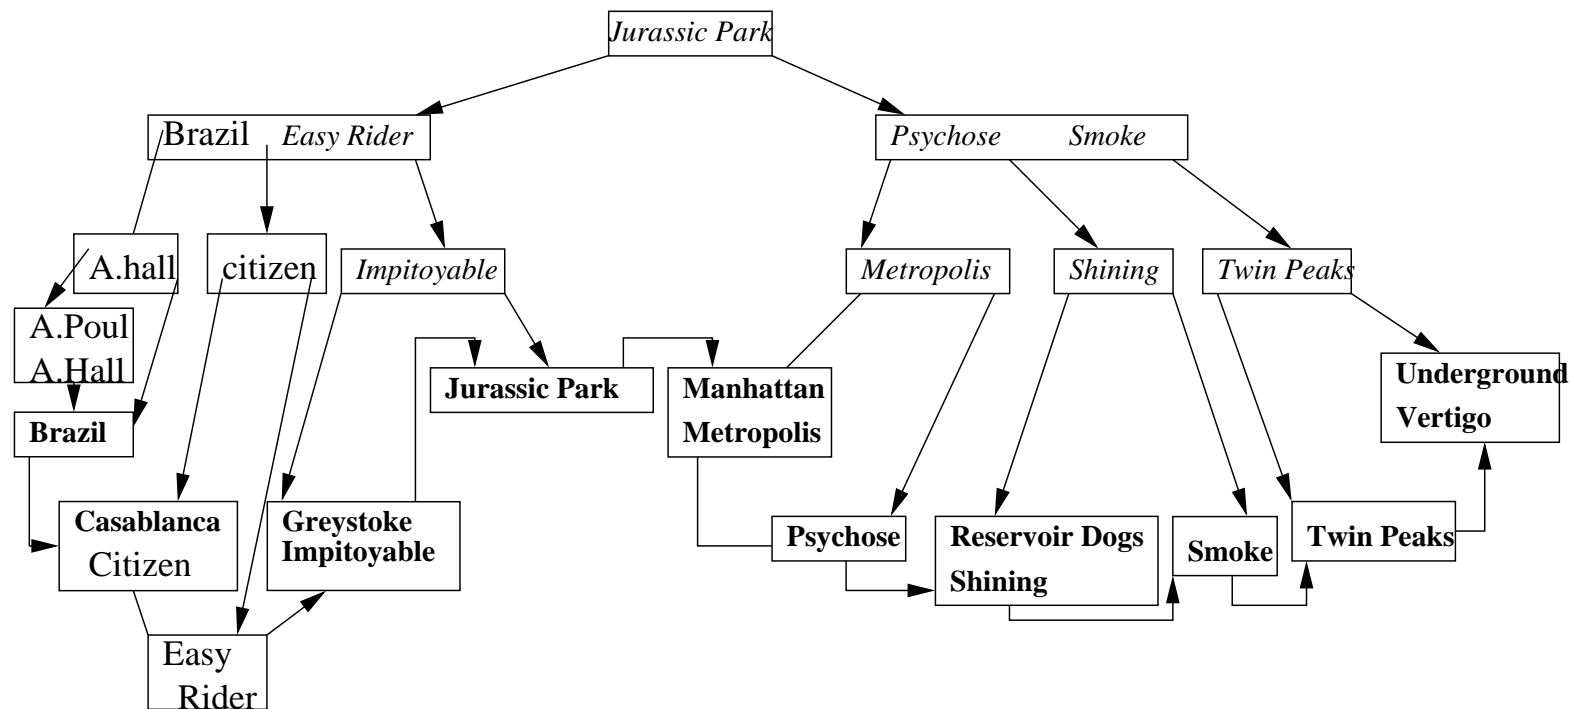 Jurassic Park
Brazil Easy Rider
Psychose Smoke
A.hall
citizen
Impitoyable
Metropolis
Shining
Twin Peaks
A.Poul
A.Hall
Brazil
Jurassic Park
Manhattan
Metropolis
Underground
Vertigo
Casablanca
Citizen
Greystoke
Impitoyable
Psychose
Reservoir Dogs
Shining
Smoke
Twin Peaks
Easy
Rider